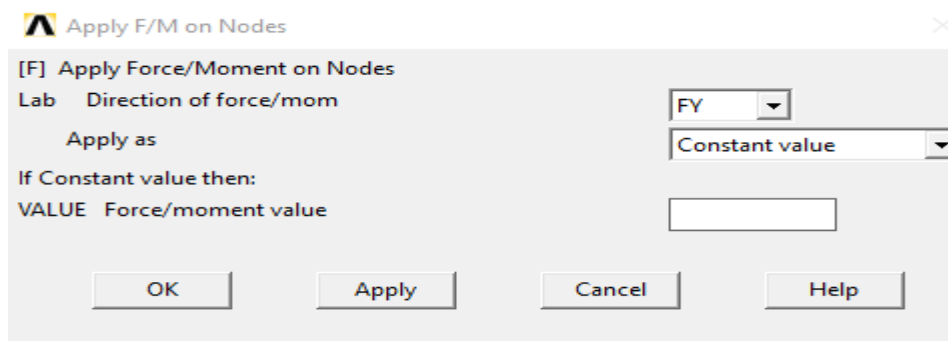 Apply F/M on Nodes
[F] Apply Force/Moment on Nodes
Lab Direction of force/mom FY
Apply as Constant value
If Constant value then:
VALUE Force/moment value
OK Apply Cancel Help